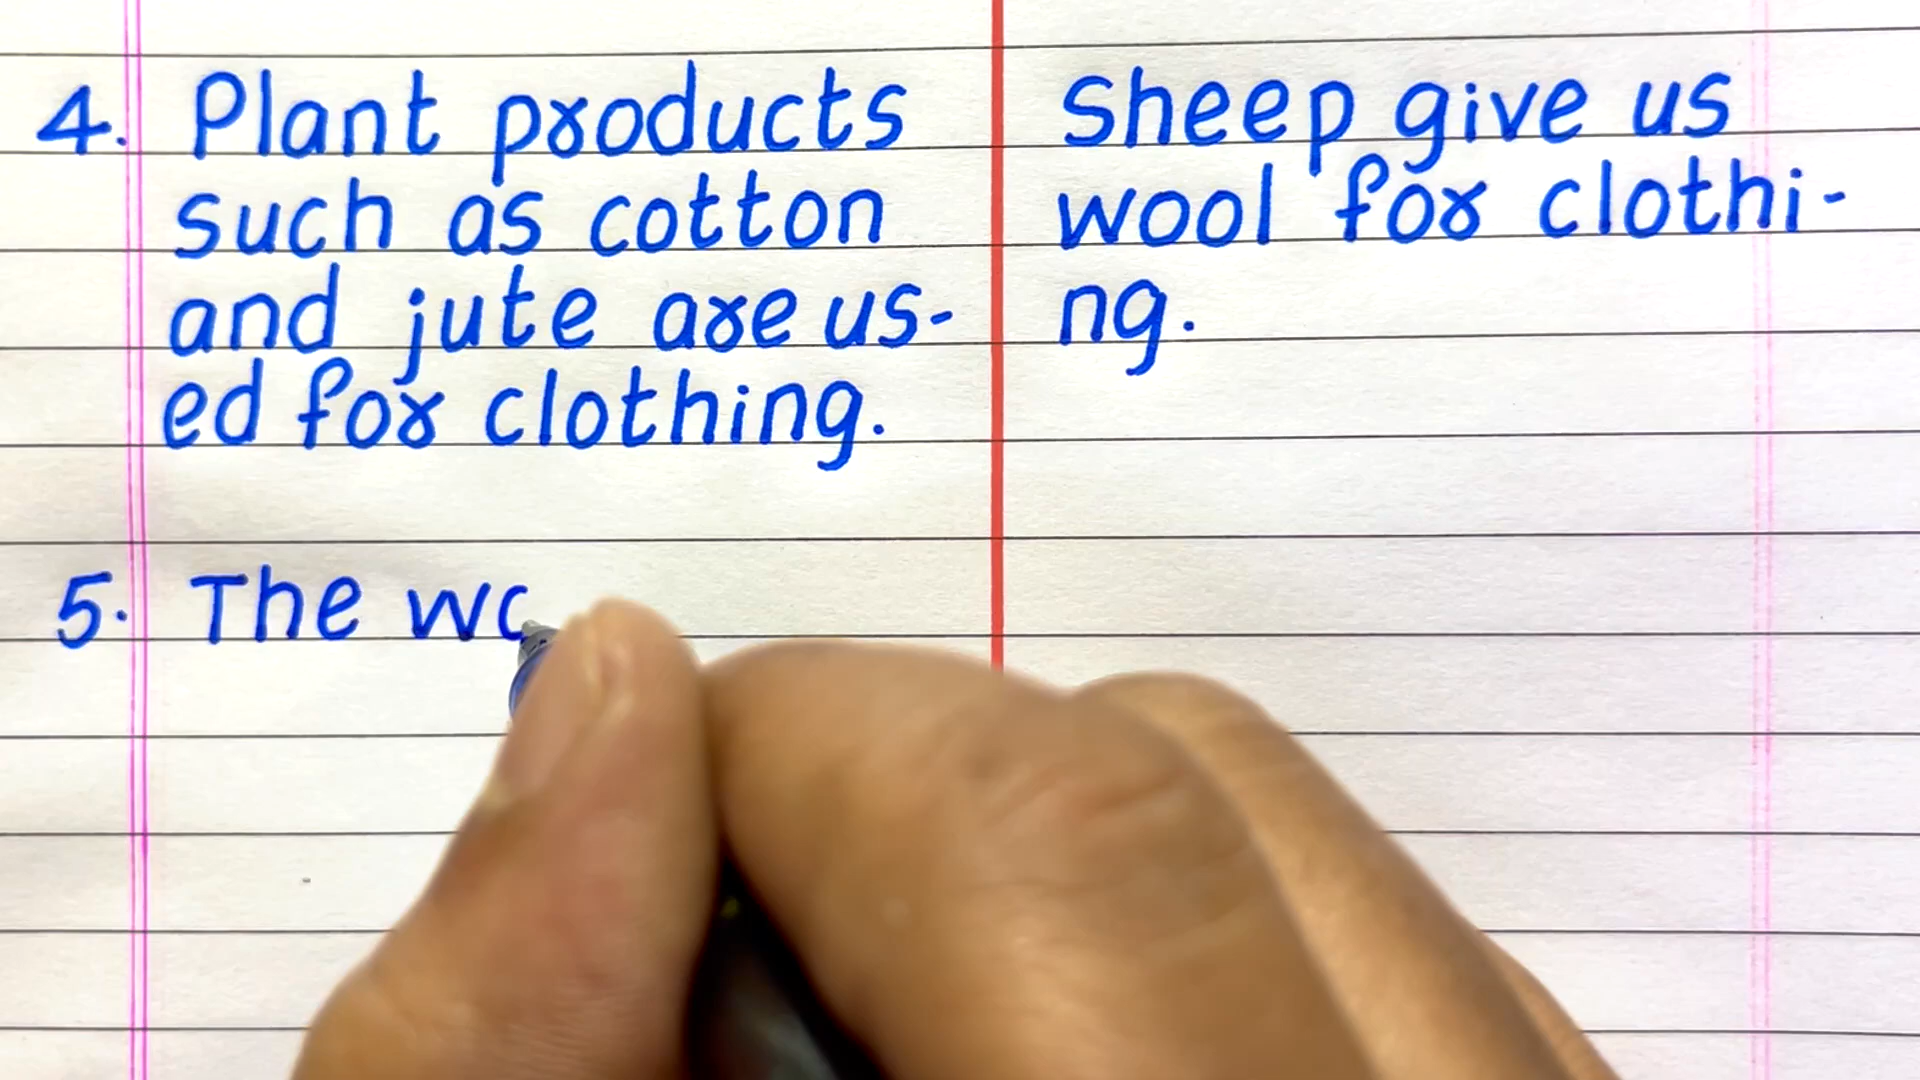 4. Plant products
such as cotton
and jute are us-
ed for clothing.
Sheep give us
wool for clothi-
ng.
5. The